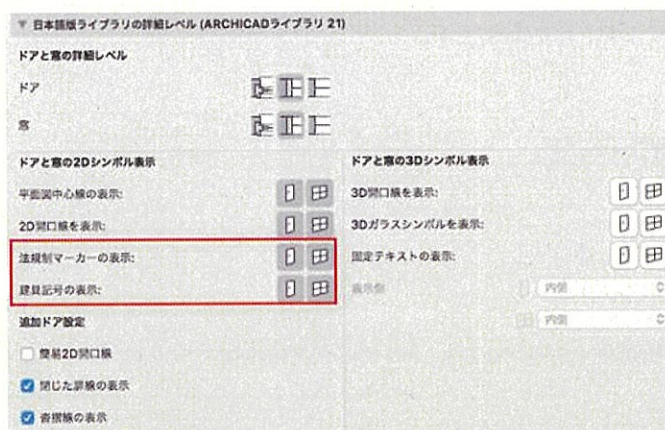 日本語版ライブラリの詳細レベル (ARCHICADライブラリ 21)
ドアと窓の詳細レベル
ドア
窓
ドアと窓の2Dシンボル表示
平面図中心線の表示:
2D開口線を表示:
法規制マーカーの表示:
建具記号の表示:
追加ドア設定
簡易2D開口線
閉じた扉線の表示
沓摺線の表示
ドアと窓の3Dシンボル表示
3D開口線を表示:
3Dガラスシンボルを表示:
固定テキストの表示:
表示側
内側
内側